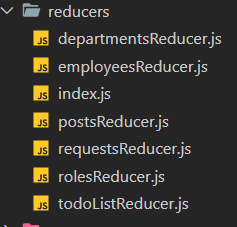 reducers
JS departmentsReducer.js
JS employeesReducer.js
JS index.js
JS postsReducer.js
JS requestsReducer.js
JS rolesReducer.js
JS todoListReducer.js